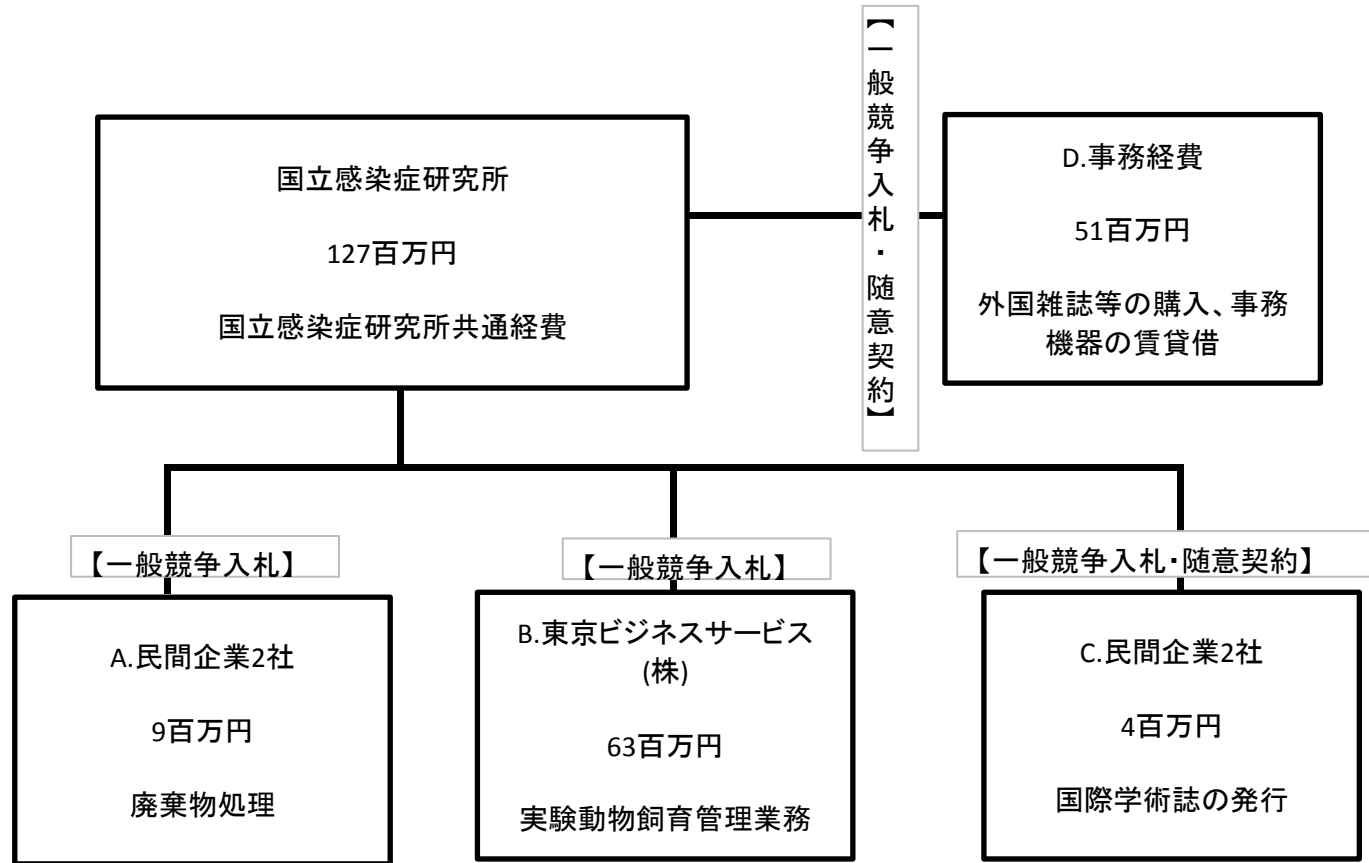 国立感染症研究所
127百万円
国立感染症研究所共通経費
【一般競争入札・随意契約】
D.事務経費
51百万円
外国雑誌等の購入、事務
機器の賃貸借
【一般競争入札】
A.民間企業2社
9百万円
廃棄物処理
【一般競争入札】
B.東京ビジネスサービス
(株)
63百万円
実験動物飼育管理業務
【一般競争入札・随意契約】
C.民間企業2社
4百万円
国際学術誌の発行